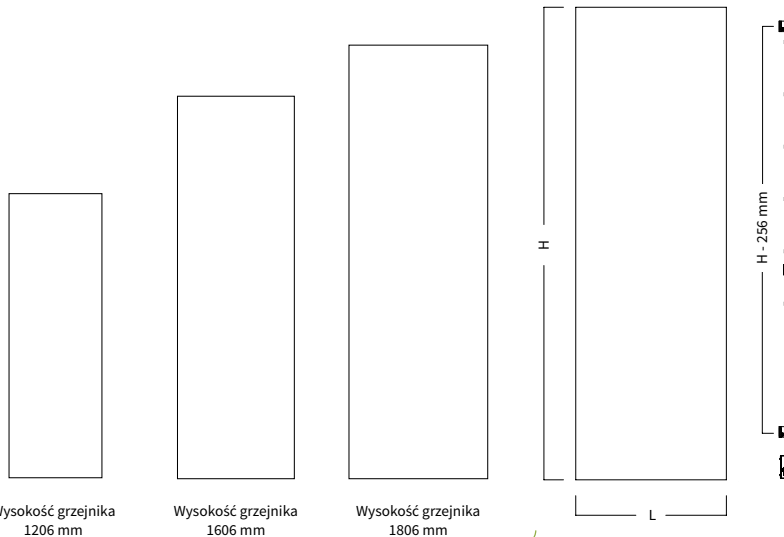 H
H - 256 mm
L
Wysokość grzejnika
1206 mm
Wysokość grzejnika
1606 mm
Wysokość grzejnika
1806 mm